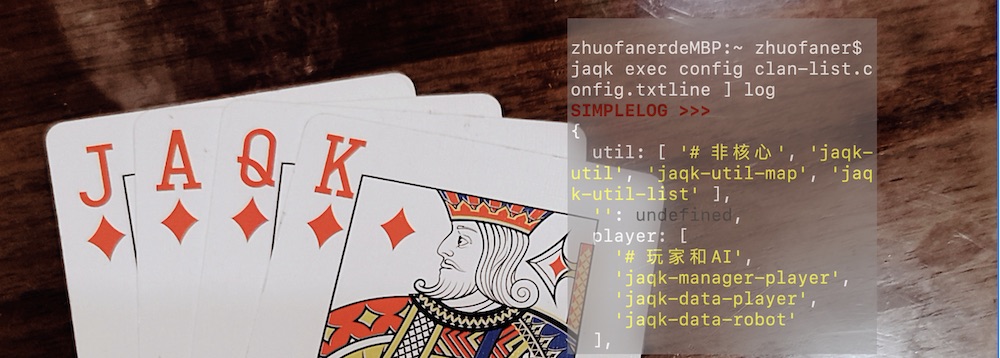 J
A
Q
K
zhuofanerdeMBP:~ zhuofaner$
jaqk exec config clan-list.c
onfig.txtline ] log
SIMPLELOG >>>
{
util: [ '# 非核心', 'jaqk-
util', 'jaqk-util-map', 'jaq
k-util-list' ],
'': undefined,
player: [
'# 玩家和AI',
'jaqk-manager-player',
'jaqk-data-player',
'jaqk-data-robot'
],